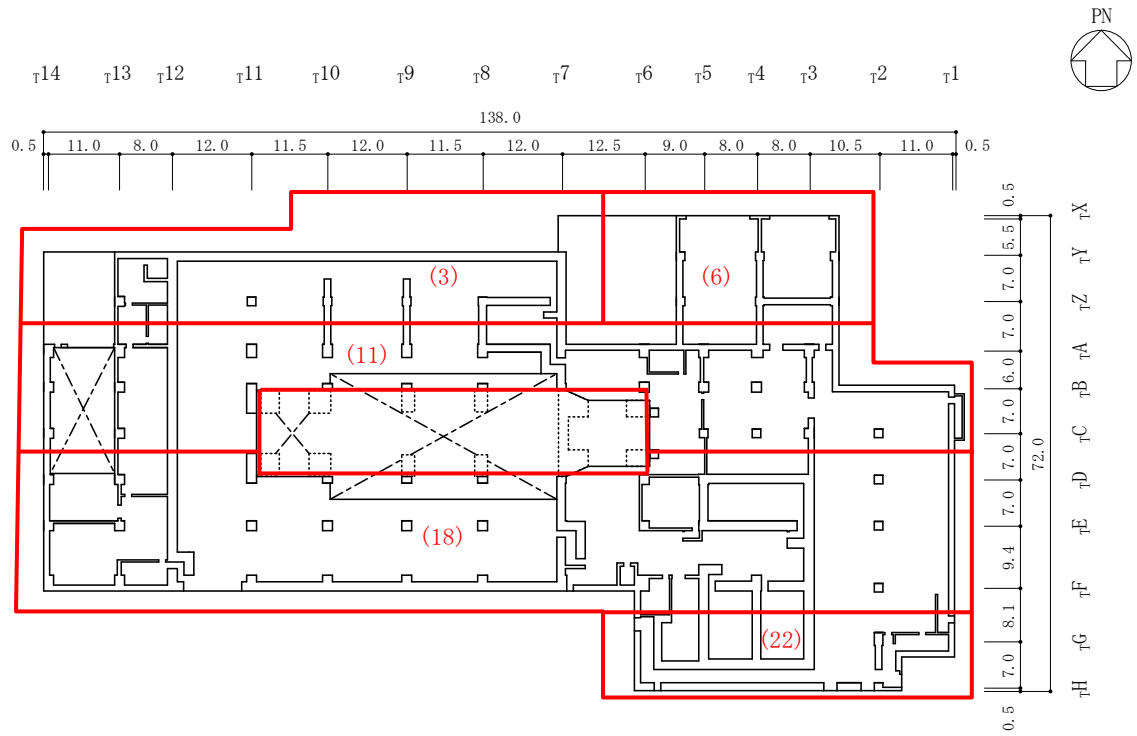 PN
T14 T13 T12 T11 T10 T9 T8 T7 T6 T5 T4 T3 T2 T1
138.0
0.5 11.0 8.0 12.0 11.5 12.0 11.5 12.0 12.5 9.0 8.0 8.0 10.5 11.0 0.5
0.5
TX
5.5
TY
7.0
TZ
7.0
TA
6.0
TB
7.0
TC
7.0
72.0
TD
7.0
TE
9.4
TF
8.1
TG
7.0
TH
0.5
(3)
(6)
(11)
(18)
(22)